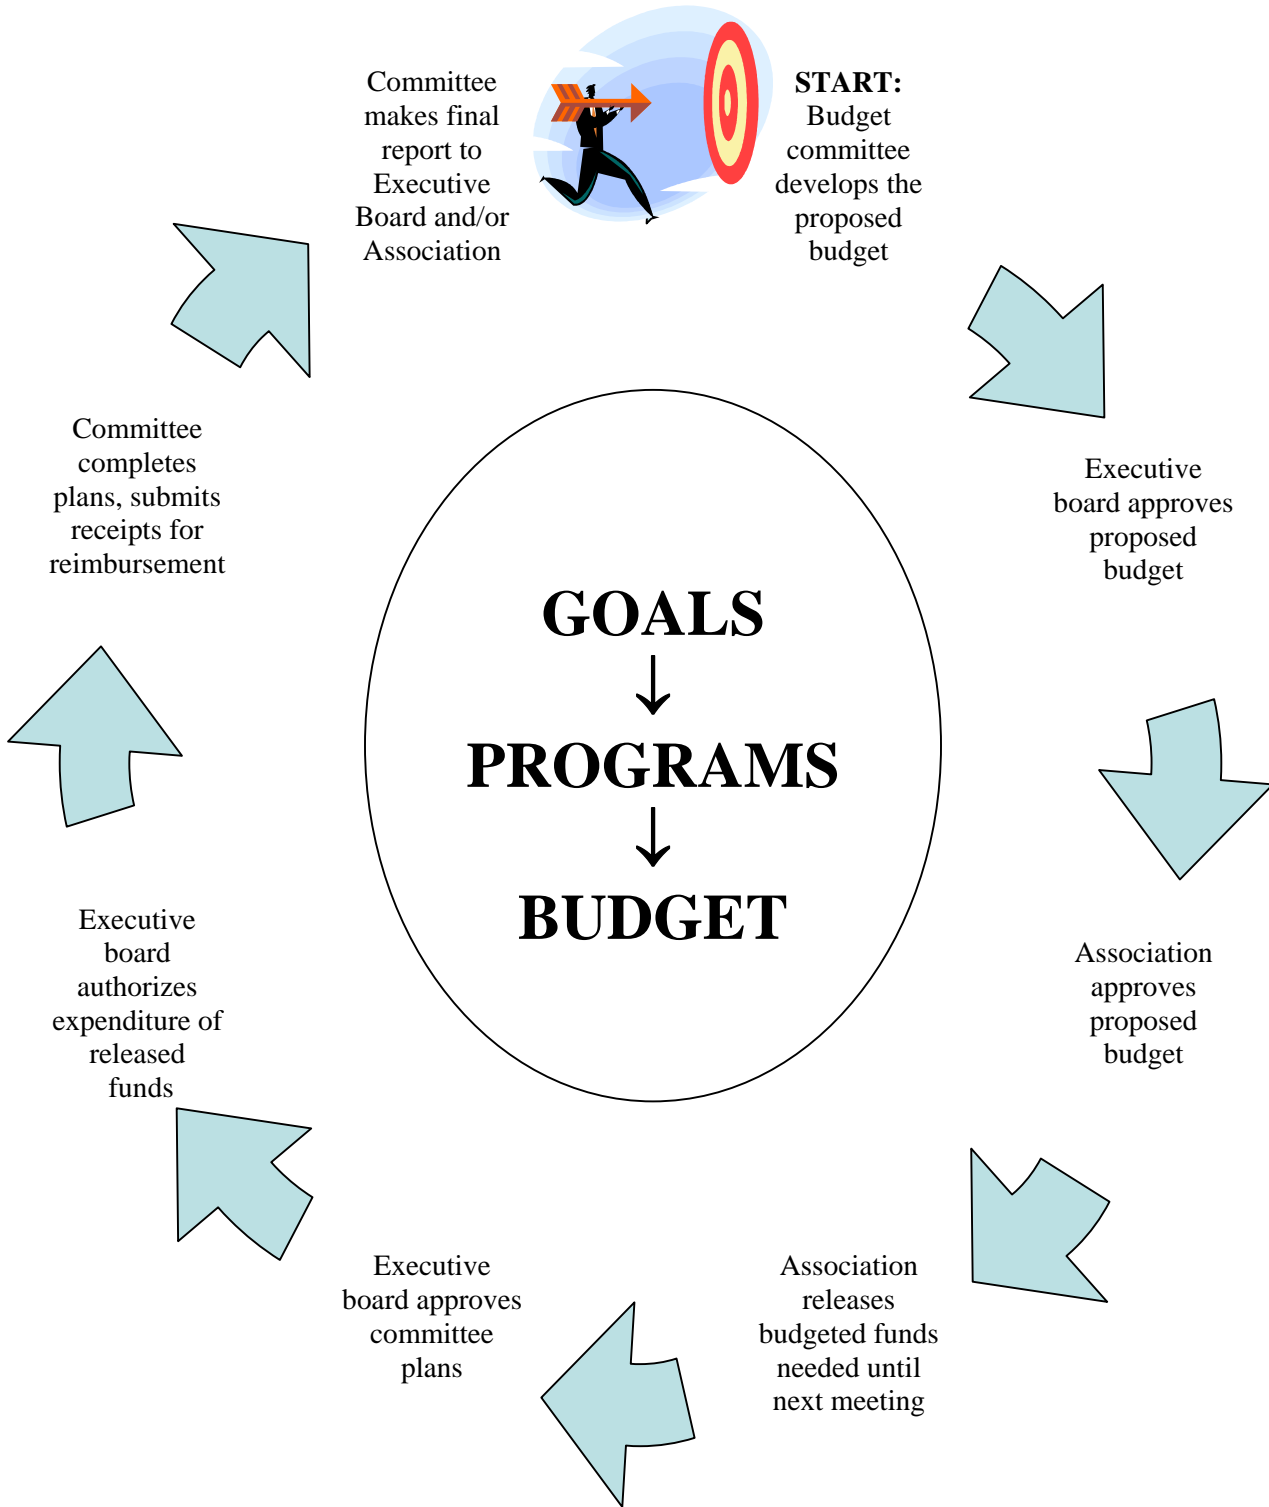 START:
Budget
committee
develops the
proposed
budget
Executive
board approves
proposed
budget
Association
approves
proposed
budget
Association
releases
budgeted funds
needed until
next meeting
Executive
board approves
committee
plans
Executive
board
authorizes
expenditure of
released
funds
Committee
completes
plans, submits
receipts for
reimbursement
Committee
makes final
report to
Executive
Board and/or
Association
GOALS
↓
PROGRAMS
↓
BUDGET